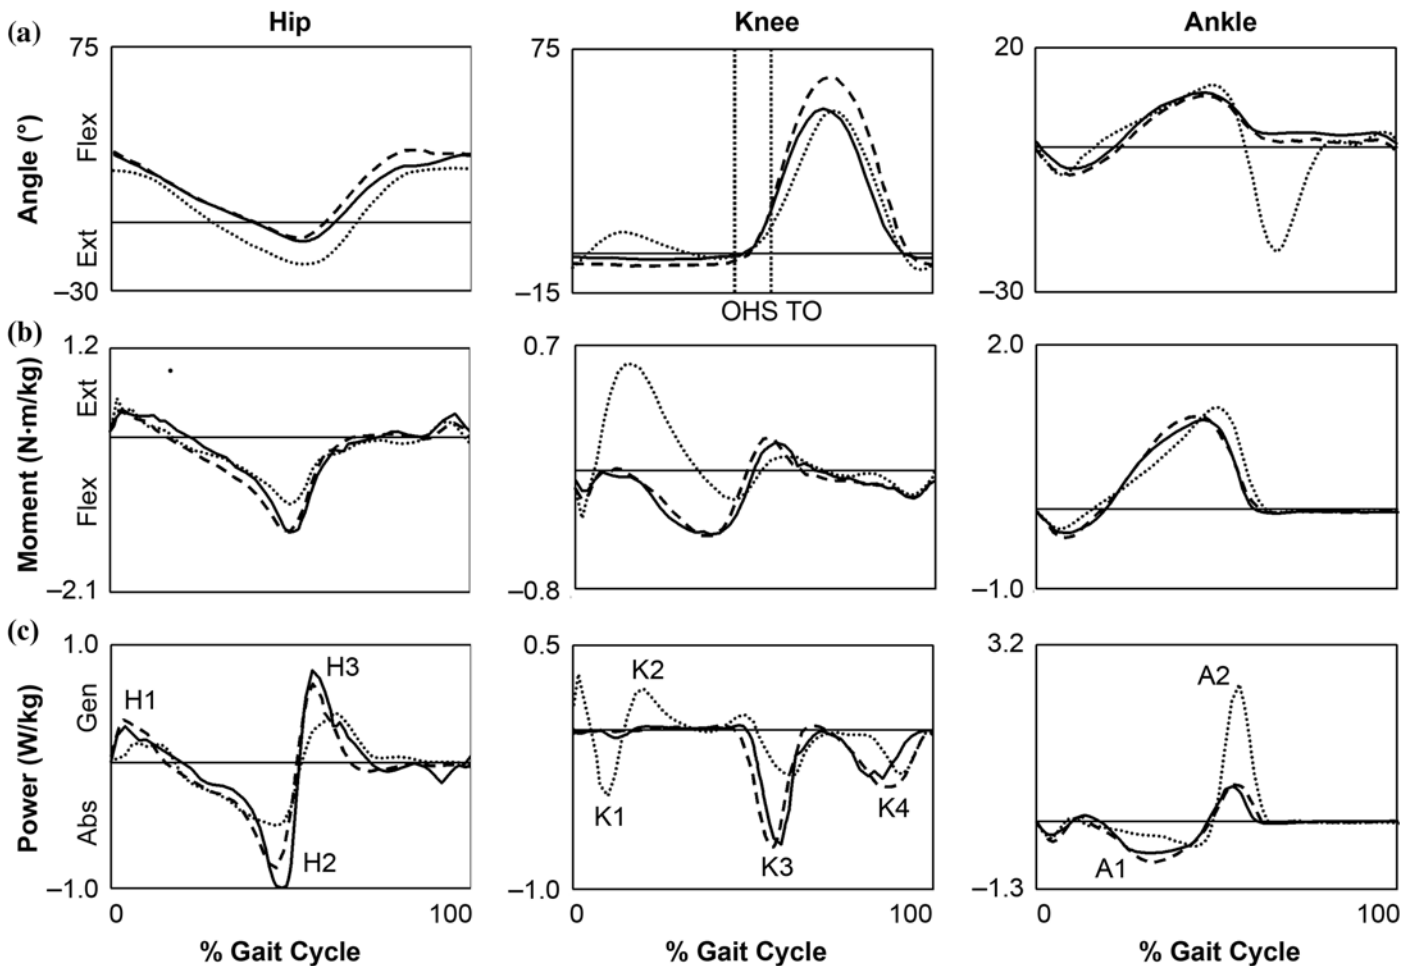 Hip Knee Ankle
(a)
75 75 20
Angle (°)
Flex
Ext
–30 –15 –30
OHS TO
(b)
1.2 0.7 2.0
Moment (N·m/kg)
Ext
Flex
–2.1 –0.8 –1.0
(c)
1.0 0.5 3.2
Power (W/kg)
Gen
Abs
H1 H3 K2 A2
H2 K1 K3 K4 A1
–1.0 –1.0 –1.3
0 100 0 100 0 100
% Gait Cycle % Gait Cycle % Gait Cycle